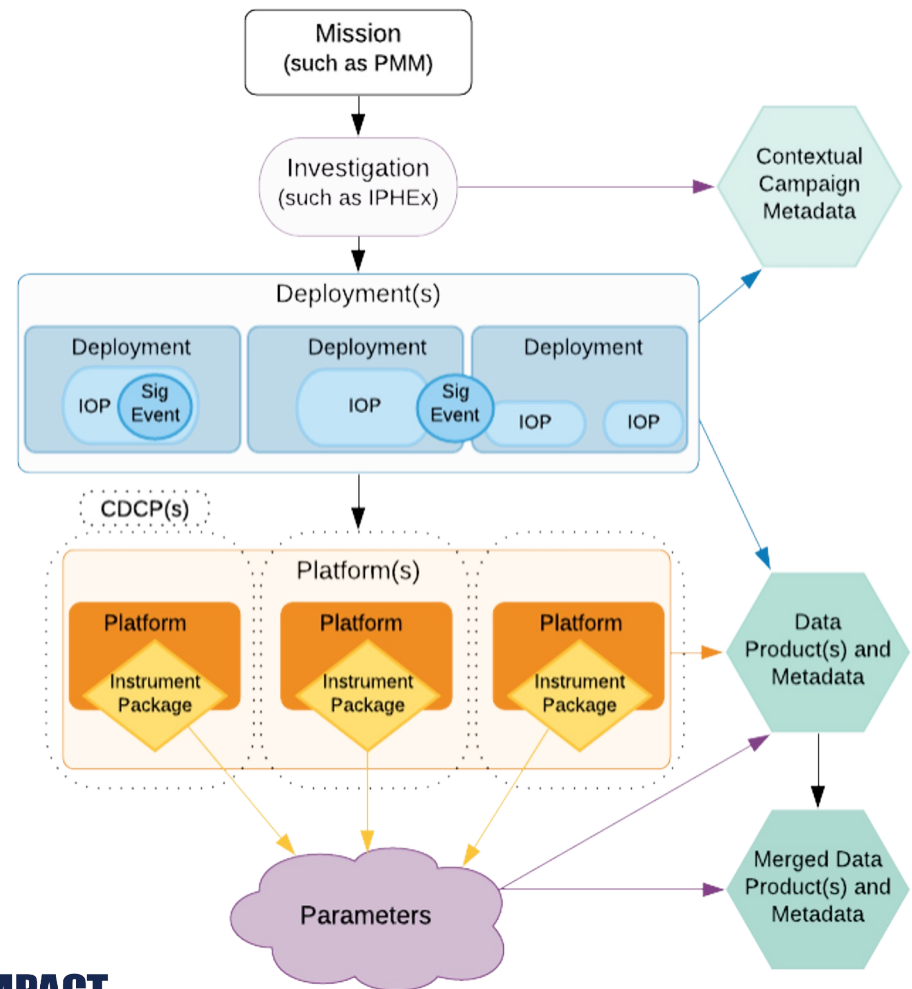 Mission
(such as PMM)
Investigation
(such as IPHEx)
Contextual
Campaign
Metadata
Deployment(s)
Deployment
Deployment
Deployment
IOP
Sig
Event
IOP
Sig
Event
IOP
IOP
CDCP(s)
Platform(s)
Platform
Platform
Platform
Instrument
Package
Instrument
Package
Instrument
Package
Data
Product(s) and
Metadata
Merged Data
Product(s) and
Metadata
Parameters